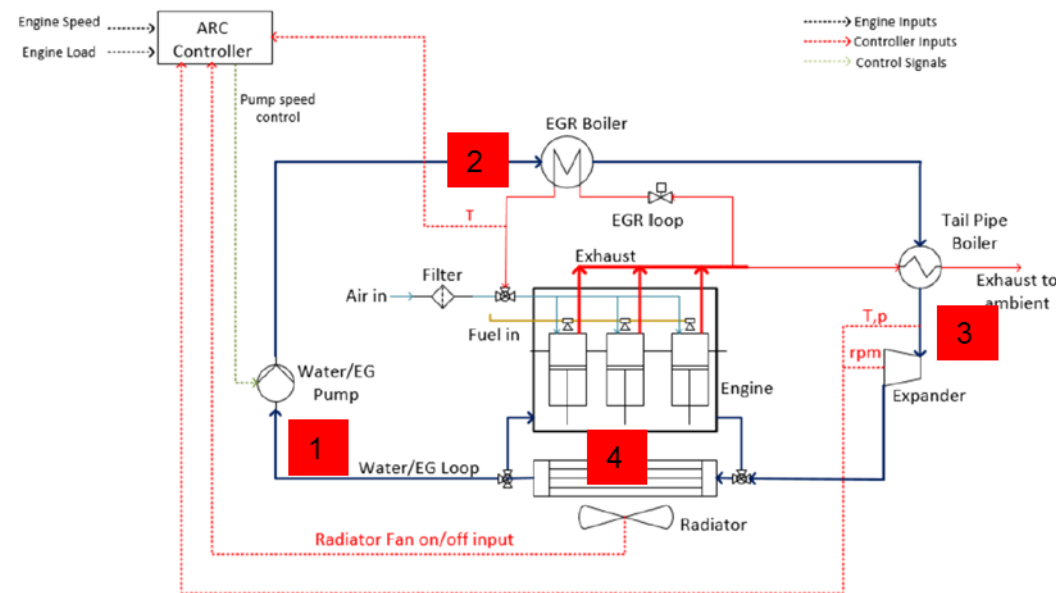 Engine Speed
Engine Load
ARC
Controller
Engine Inputs
Controller Inputs
Control Signals
Pump speed
control
EGR Boiler
2
T
EGR loop
Tail Pipe
Boiler
Exhaust
Filter
Air in
Exhaust to
ambient
Fuel in
T,p
3
rpm
Water/EG
Pump
Engine
Expander
1
4
Water/EG Loop
Radiator
Radiator Fan on/off input